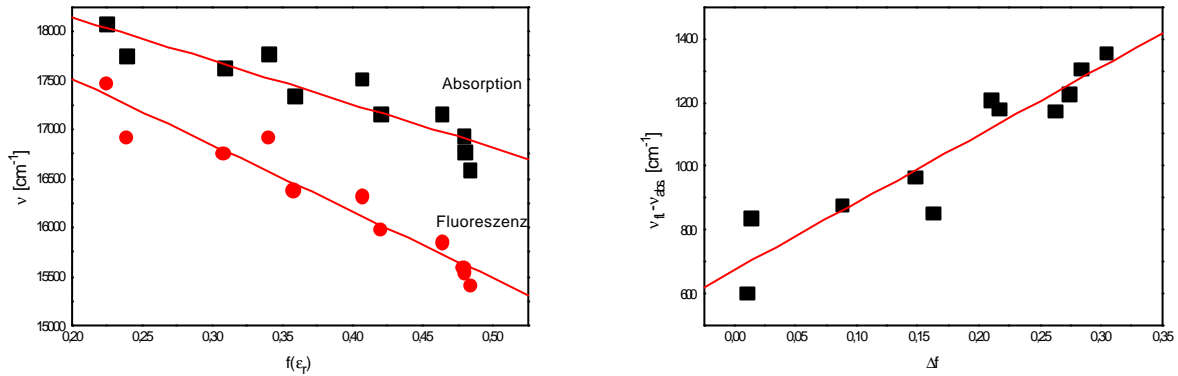 18000
17500
17000
16500
16000
15500
15000
0,20 0,25 0,30 0,35 0,40 0,45 0,50
ν [cm⁻¹]
f(εᵣ)
Absorption
Fluoreszenz
1400
1200
1000
800
600
0,00 0,05 0,10 0,15 0,20 0,25 0,30 0,35
ν_fl. - ν_abs [cm⁻¹]
Δf